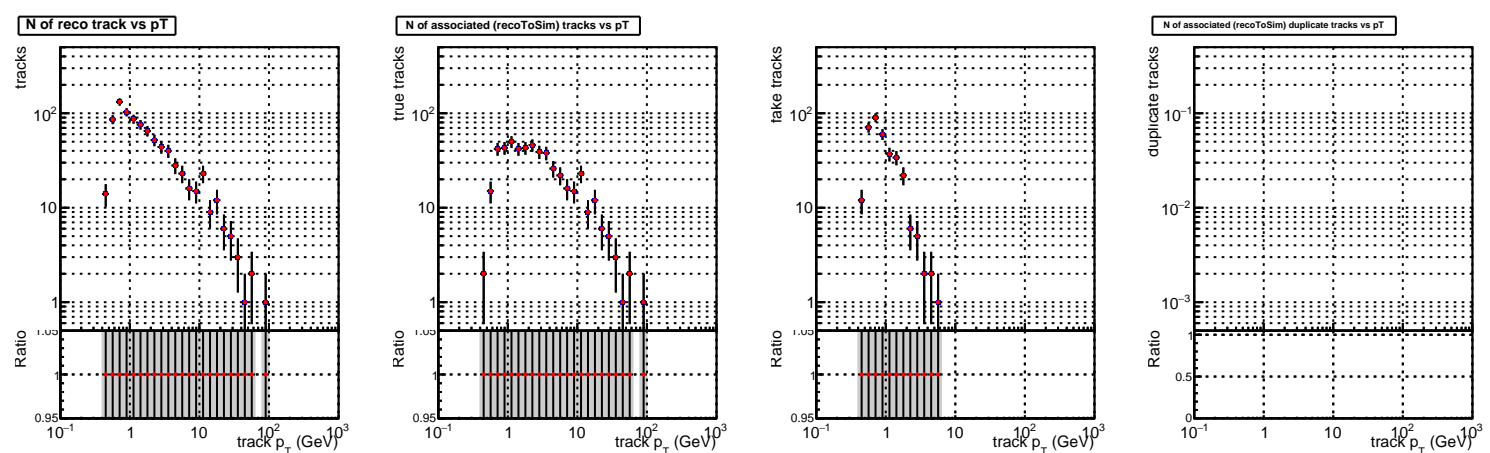 N of reco track vs pT
tracks
10²
10
1
Ratio
1.05
1
0.95
10⁻¹ 1 10 10² 10³
track p_T (GeV)
N of associated (recoToSim) tracks vs pT
true tracks
10²
10
1
Ratio
1.05
1
0.95
10⁻¹ 1 10 10² 10³
track p_T (GeV)
fake tracks
10²
10
1
Ratio
1.05
1
0.95
10⁻¹ 1 10 10² 10³
track p_T (GeV)
N of associated (recoToSim) duplicate tracks vs pT
duplicate tracks
10⁻¹
10⁻²
10⁻³
Ratio
1
0.5
0
10⁻¹ 1 10 10² 10³
track p_T (GeV)